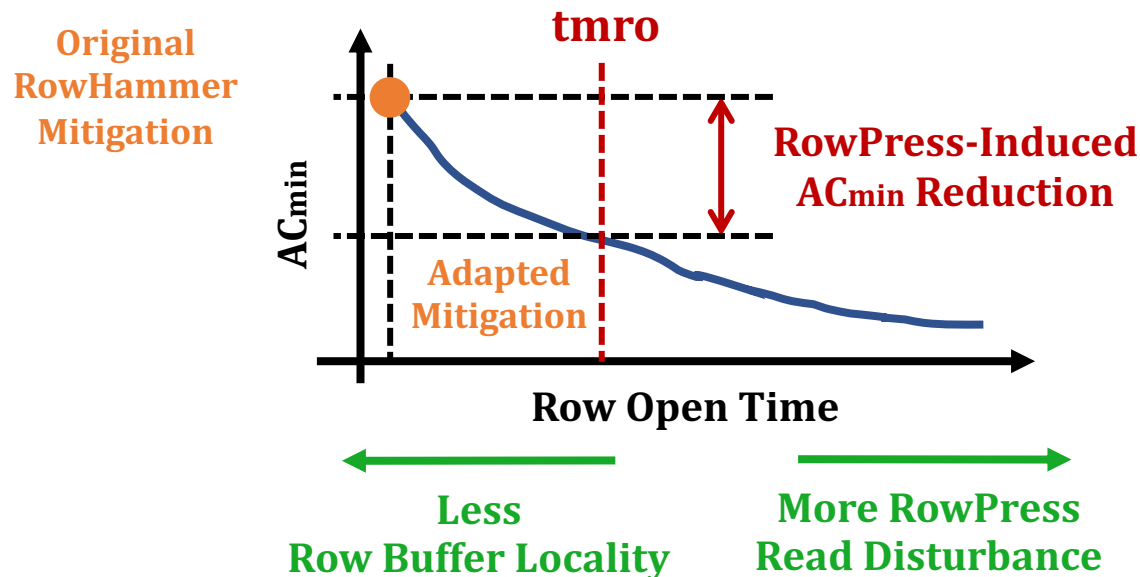 tmro
Original
RowHammer
Mitigation
RowPress-Induced
ACmin Reduction
ACmin
Adapted
Mitigation
Row Open Time
Less
Row Buffer Locality
More RowPress
Read Disturbance